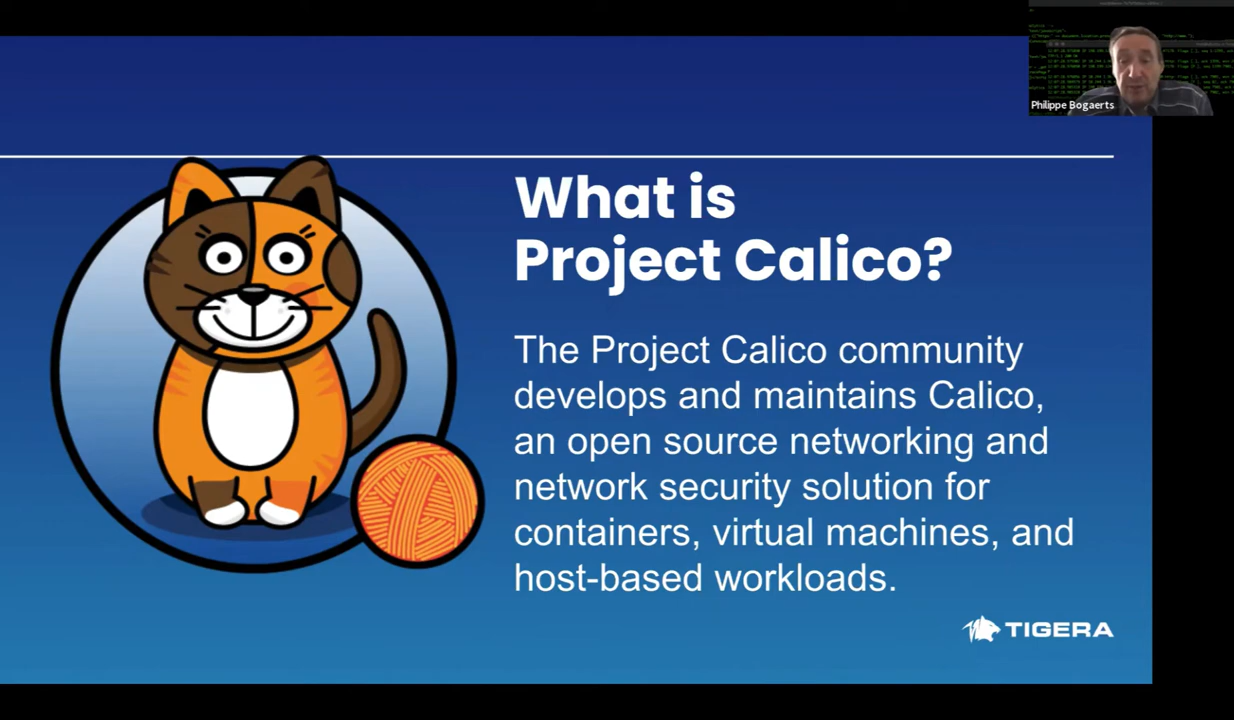 Philippe Bogaerts
What is
Project Calico?
The Project Calico community
develops and maintains Calico,
an open source networking and
network security solution for
containers, virtual machines, and
host-based workloads.
TIGERA